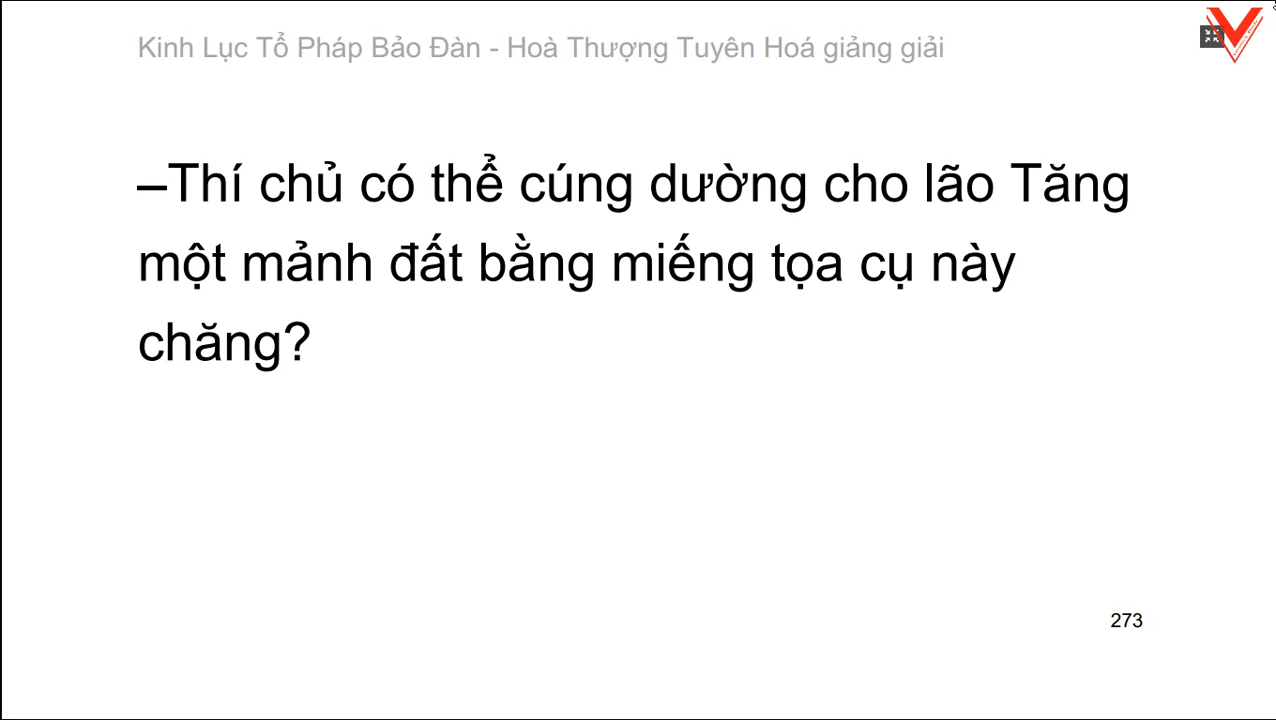 Kinh Lục Tổ Pháp Bảo Đàn - Hoà Thượng Tuyên Hoá giảng giải
–Thí chủ có thể cúng dường cho lão Tăng
một mảnh đất bằng miếng tọa cụ này
chăng?
273